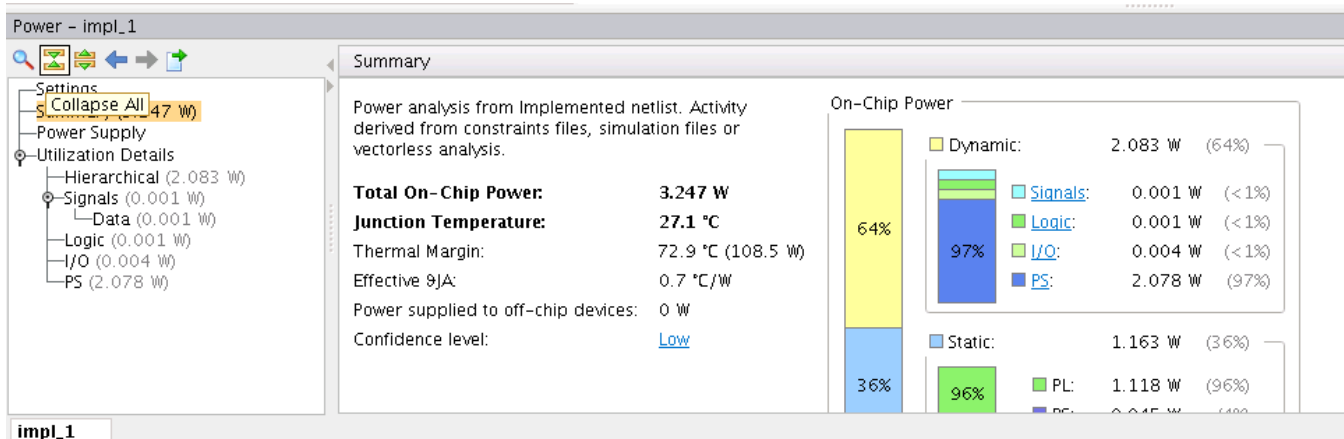 Power - impl_1
Settings
Collapse All 47 W)
Power Supply
Utilization Details
Hierarchical (2.083 W)
Signals (0.001 W)
Data (0.001 W)
Logic (0.001 W)
I/O (0.004 W)
PS (2.078 W)
Summary
Power analysis from Implemented netlist. Activity
derived from constraints files, simulation files or
vectorless analysis.
Total On-Chip Power: 3.247 W
Junction Temperature: 27.1 °C
Thermal Margin: 72.9 °C (108.5 W)
Effective ϑJA: 0.7 °C/W
Power supplied to off-chip devices: 0 W
Confidence level: Low
On-Chip Power
64%
36%
Dynamic: 2.083 W (64%)
97%
Signals: 0.001 W (<1%)
Logic: 0.001 W (<1%)
I/O: 0.004 W (<1%)
PS: 2.078 W (97%)
Static: 1.163 W (36%)
96%
PL: 1.118 W (96%)
impl_1